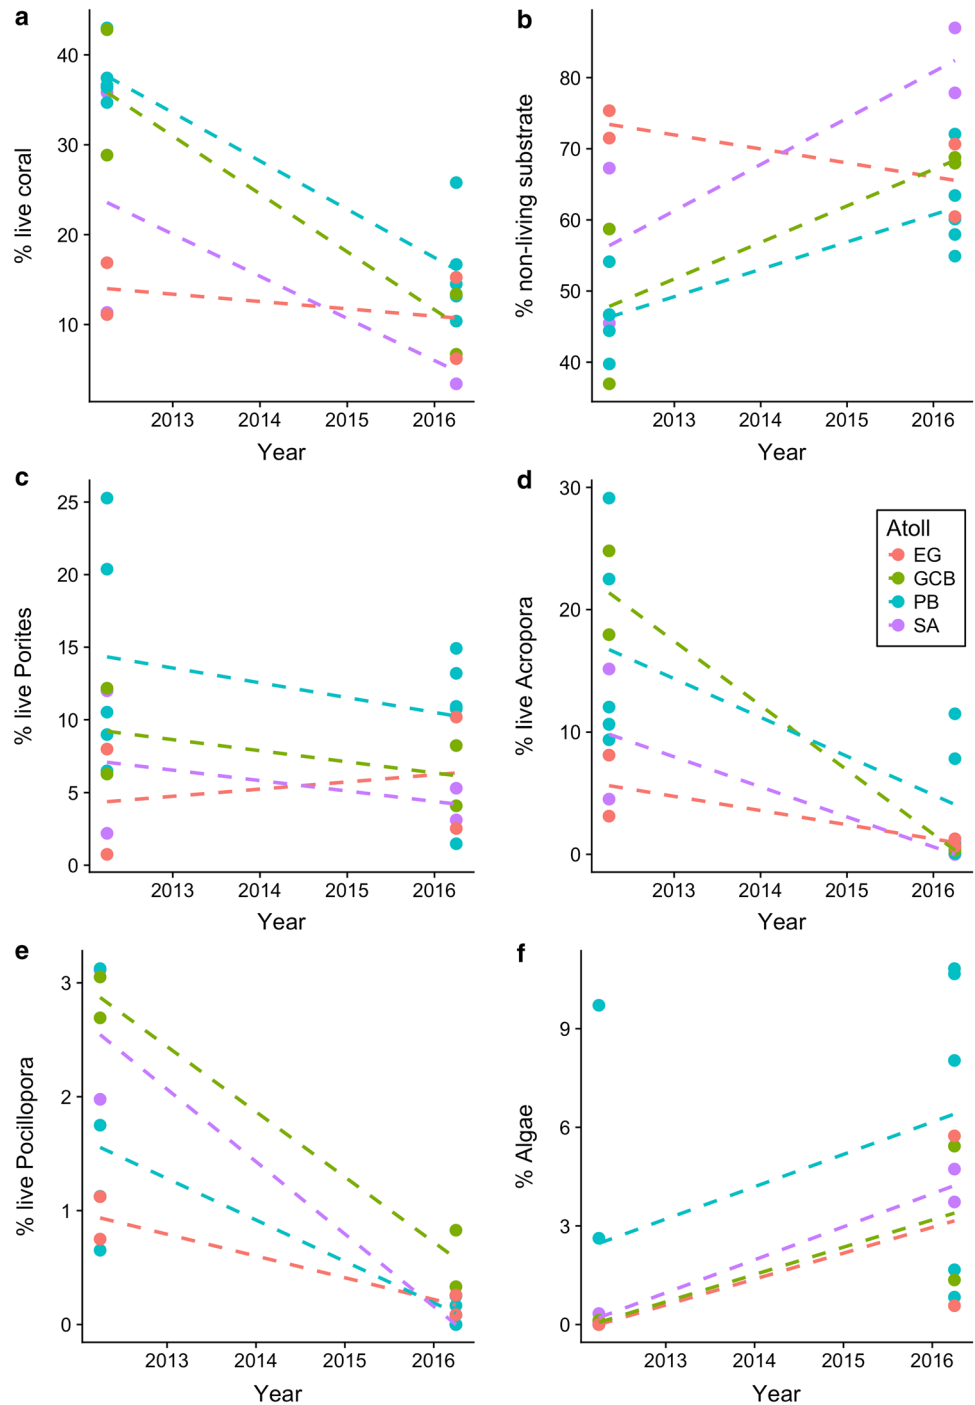 a
% live coral
40
30
20
10
2013 2014 2015 2016
Year
b
% non-living substrate
80
70
60
50
40
2013 2014 2015 2016
Year
c
% live Porites
25
20
15
10
5
0
2013 2014 2015 2016
Year
d
% live Acropora
30
20
10
0
2013 2014 2015 2016
Year
Atoll
EG
GCB
PB
SA
e
% live Pocillopora
3
2
1
0
2013 2014 2015 2016
Year
f
% Algae
9
6
3
0
2013 2014 2015 2016
Year